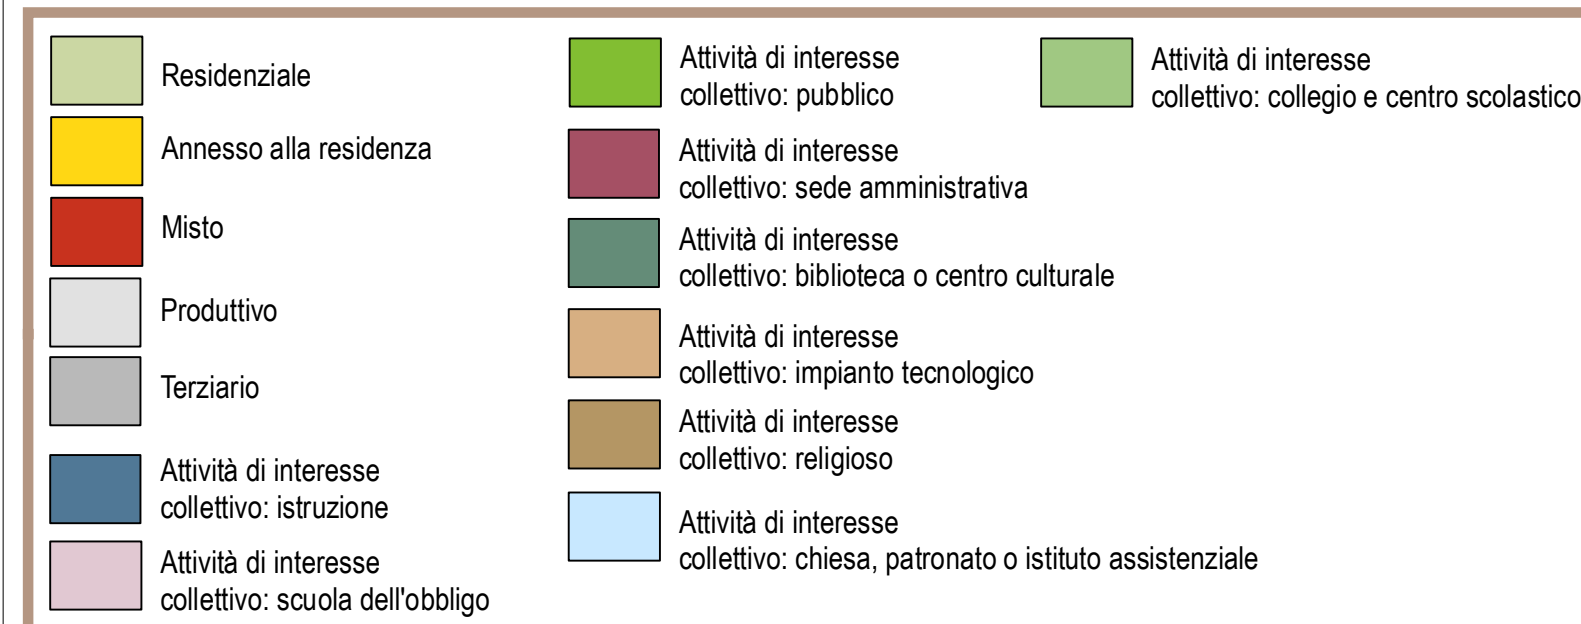 Residenziale
Annesso alla residenza
Misto
Produttivo
Terziario
Attività di interesse
collettivo: istruzione
Attività di interesse
collettivo: scuola dell'obbligo
Attività di interesse
collettivo: pubblico
Attività di interesse
collettivo: sede amministrativa
Attività di interesse
collettivo: biblioteca o centro culturale
Attività di interesse
collettivo: impianto tecnologico
Attività di interesse
collettivo: religioso
Attività di interesse
collettivo: chiesa, patronato o istituto assistenziale
Attività di interesse
collettivo: collegio e centro scolastico